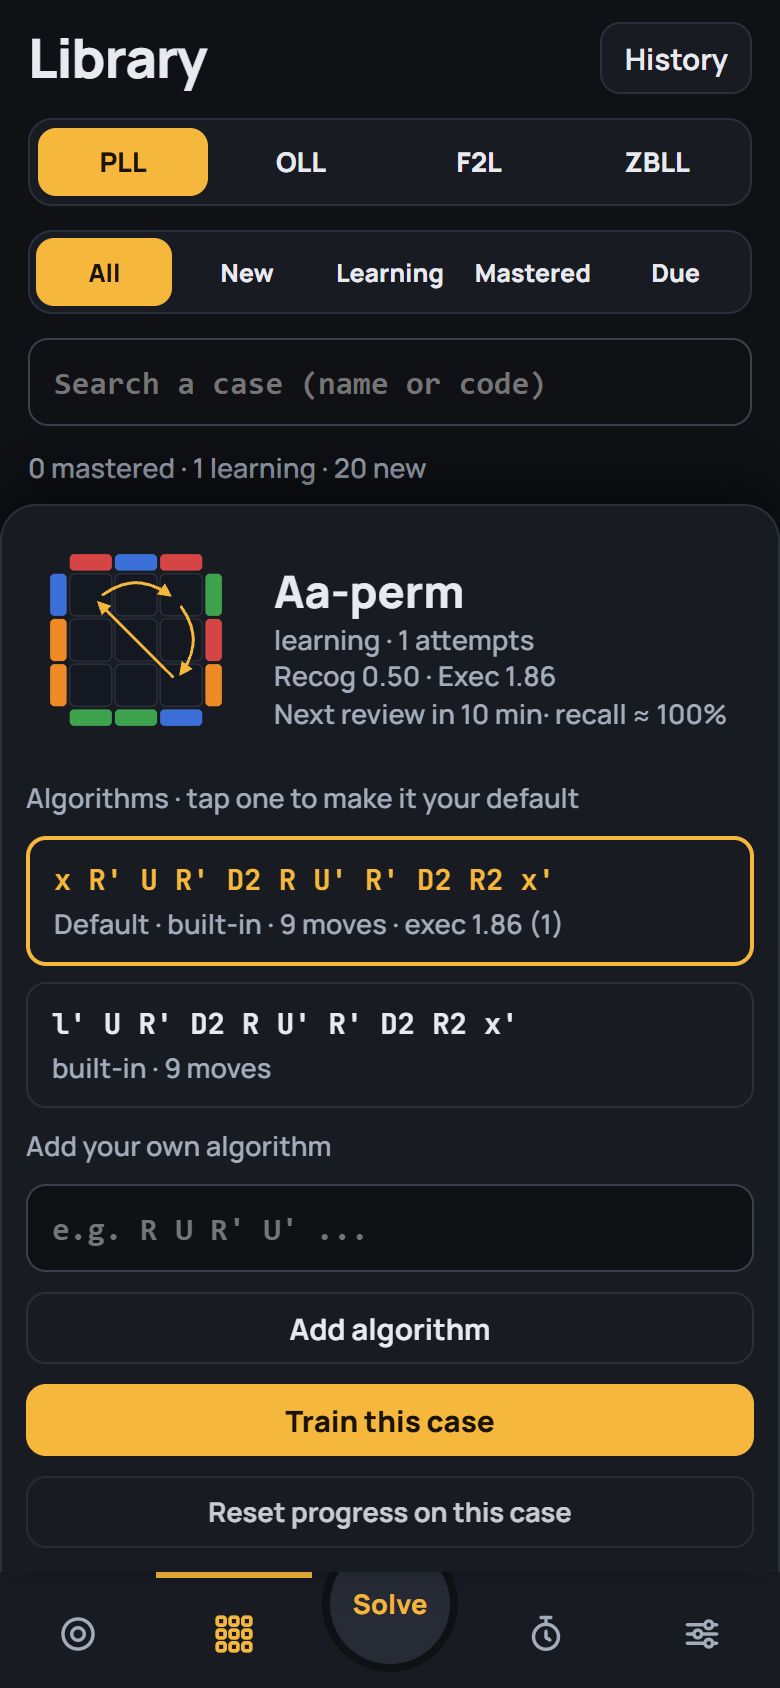 Library
History
PLL OLL F2L ZBLL
All New Learning Mastered Due
Search a case (name or code)
0 mastered · 1 learning · 20 new
Aa-perm
learning · 1 attempts
Recog 0.50 · Exec 1.86
Next review in 10 min· recall ≈ 100%
Algorithms · tap one to make it your default
x R' U R' D2 R U' R' D2 R2 x'
Default · built-in · 9 moves · exec 1.86 (1)
l' U R' D2 R U' R' D2 R2 x'
built-in · 9 moves
Add your own algorithm
e.g. R U R' U' ...
Add algorithm
Train this case
Reset progress on this case
Solve